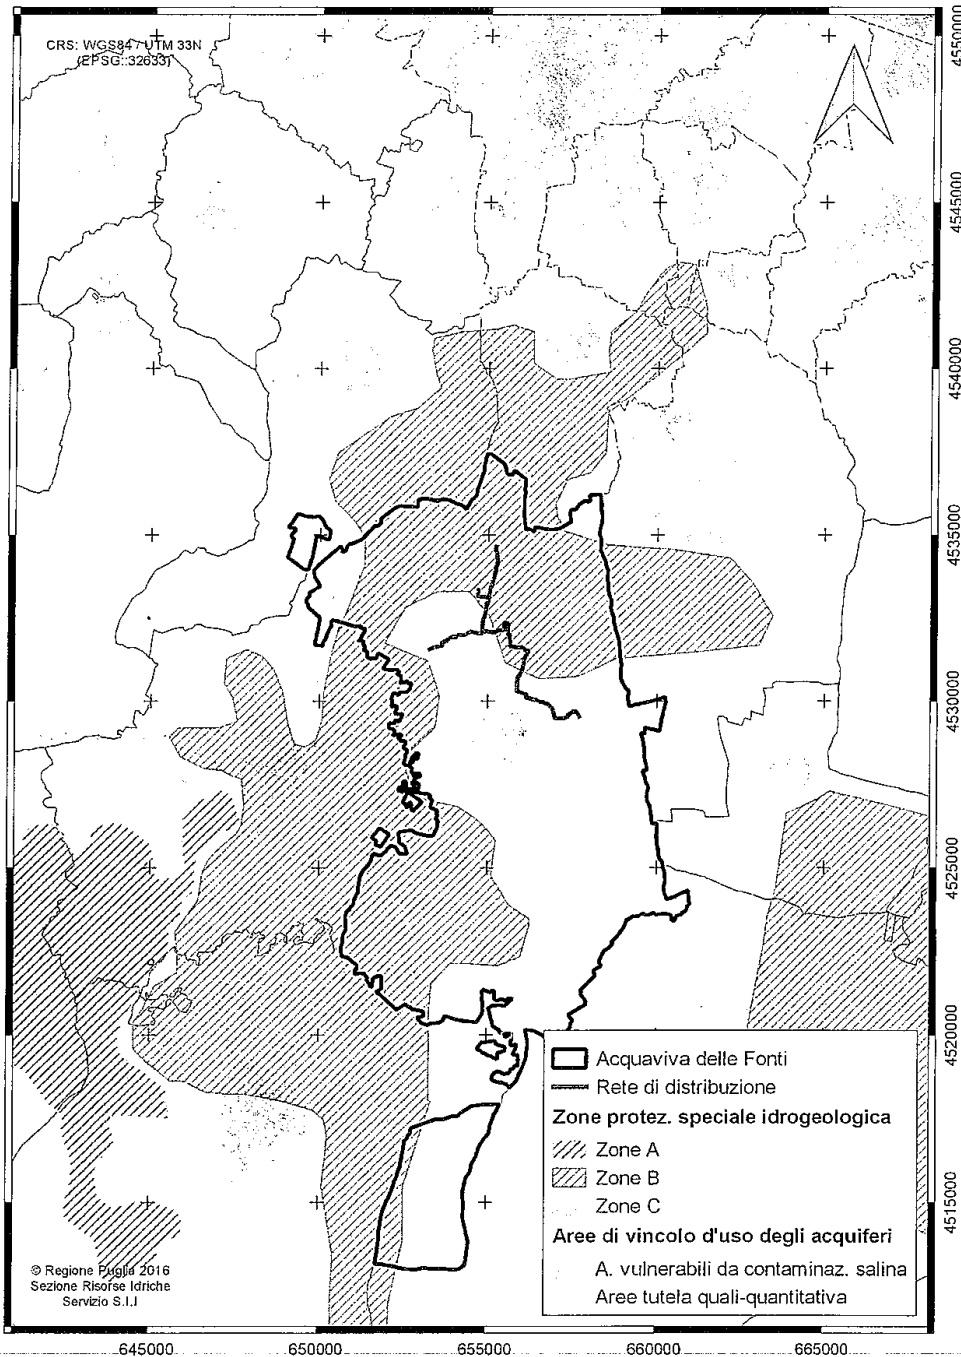 CRS: WGS84 / UTM 33N
(EPSG:32633)
4550000
4545000
4540000
4535000
4530000
4525000
4520000
4515000
Acquaviva delle Fonti
Rete di distribuzione
Zone protez. speciale idrogeologica
Zone A
Zone B
Zone C
Aree di vincolo d'uso degli acquiferi
A. vulnerabili da contaminaz. salina
Aree tutela quali-quantitativa
© Regione Puglia 2016
Sezione Risorse Idriche
Servizio S.I.I
645000
650000
655000
660000
665000